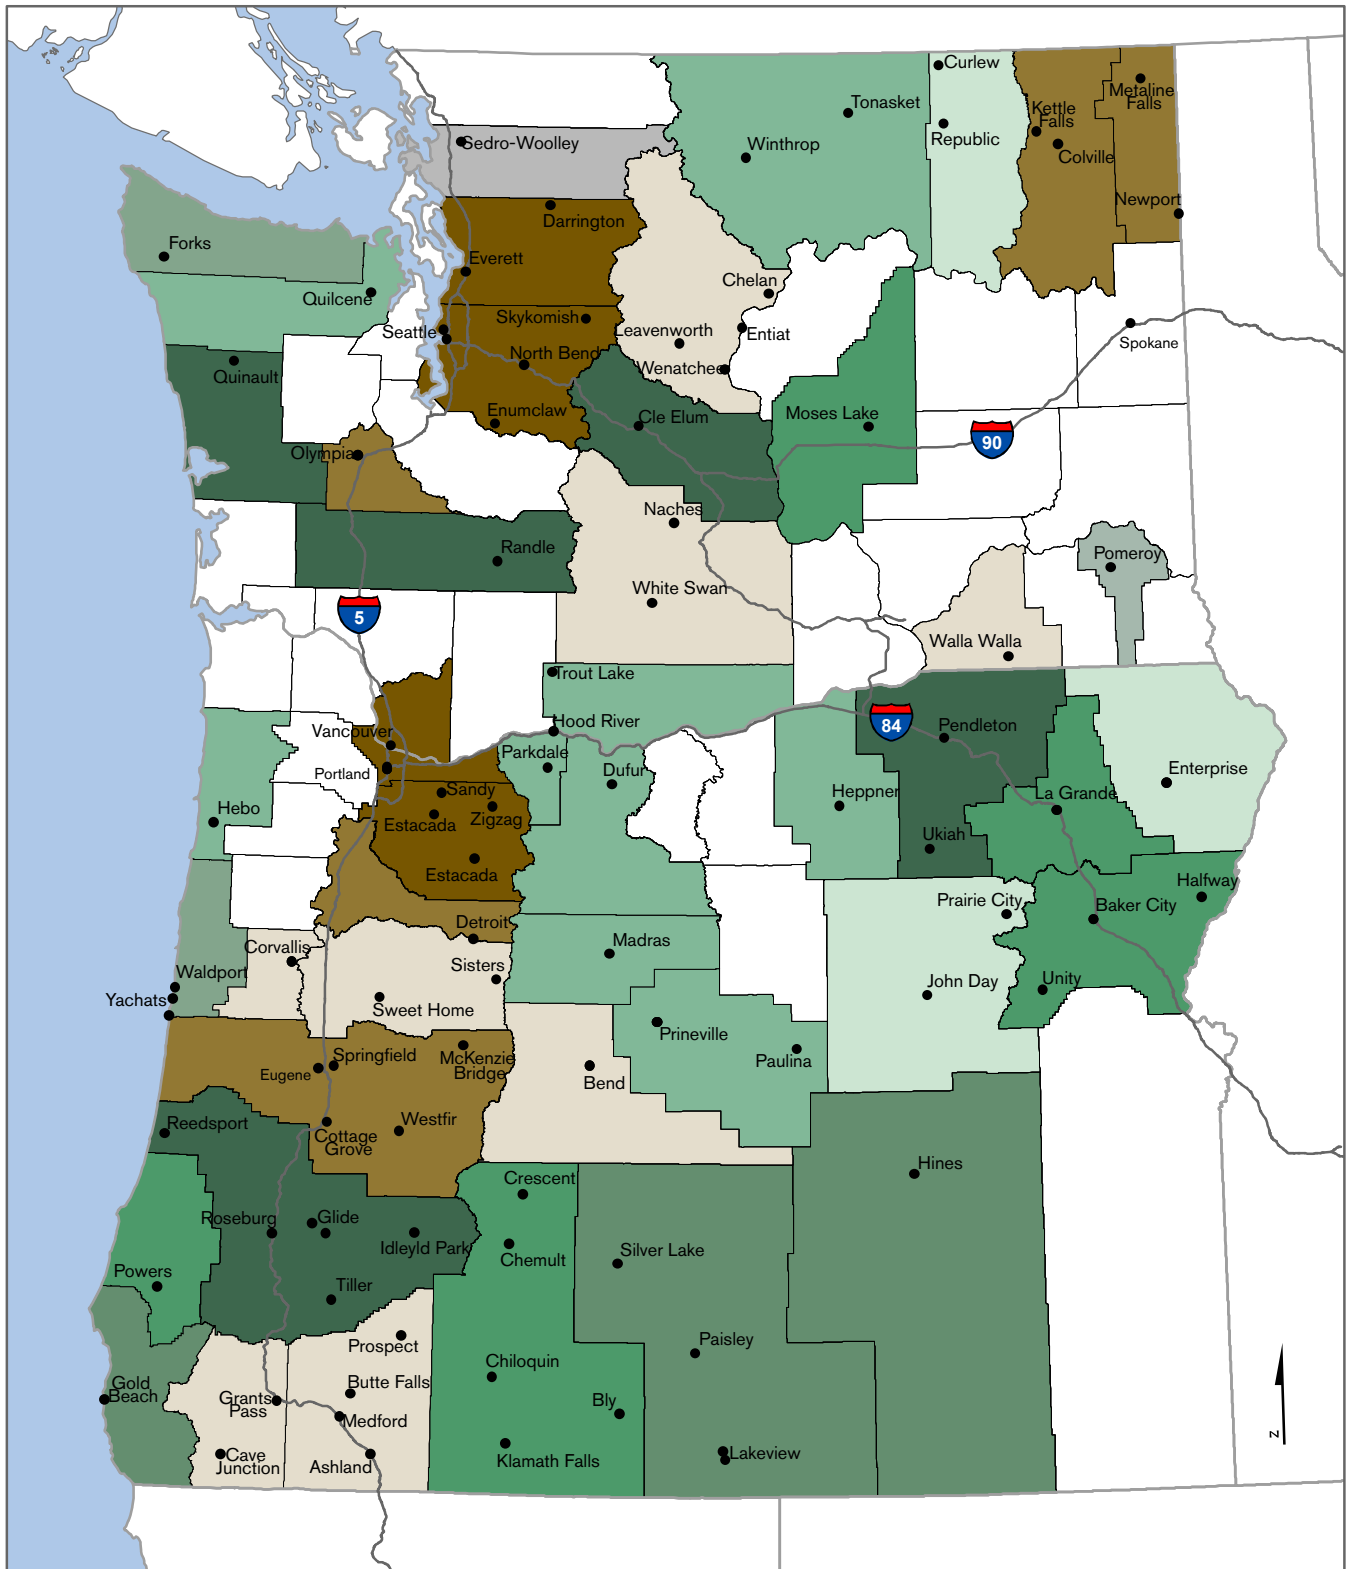 Curlew
Metaline
Falls
Tonasket
Kettle
Falls
Republic
Sedro-Woolley
Winthrop
Colville
Newport
Darrington
Forks
Everett
Chelan
Quilcene
Skykomish
Seattle
Leavenworth
Entiat
Spokane
North Bend
Wenatchee
Quinault
Enumclaw
Cle Elum
Moses Lake
90
Olympia
Naches
Randle
Pomeroy
White Swan
5
Walla Walla
Trout Lake
Hood River
84
Pendleton
Vancouver
Parkdale
Portland
Dufur
Enterprise
Sandy
Heppner
La Grande
Hebo
Estacada
Zigzag
Ukiah
Estacada
Halfway
Prairie City
Baker City
Detroit
Corvallis
Madras
Sisters
Waldport
John Day
Unity
Yachats
Sweet Home
Prineville
Springfield
McKenzie
Bridge
Paulina
Eugene
Bend
Reedsport
Westfir
Cottage
Grove
Hines
Crescent
Roseburg
Glide
Idleyld Park
Silver Lake
Chemult
Powers
Tiller
Prospect
Paisley
Chiloquin
Gold
Beach
Butte Falls
Grants
Pass
Bly
Medford
N
Cave
Junction
Ashland
Klamath Falls
Lakeview